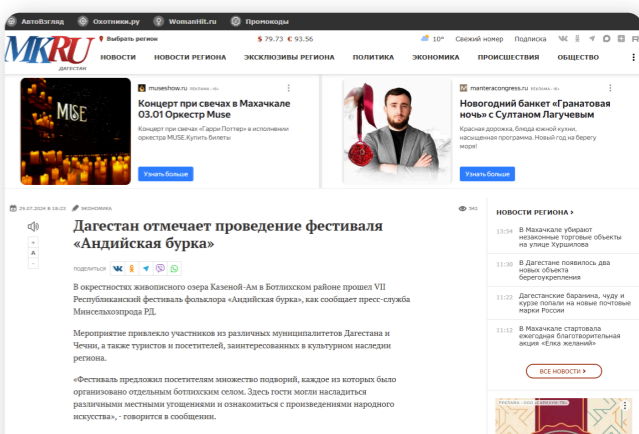 АвтоВзгляд Охотники.ру WomanHit.ru Промокоды
MKRU
ДАГЕСТАН
Выбрать регион
$ 79.73 € 93.56
10°
Свежий номер Подписка
НОВОСТИ НОВОСТИ РЕГИОНА ЭКСКЛЮЗИВЫ РЕГИОНА ПОЛИТИКА ЭКОНОМИКА ПРОИСШЕСТВИЯ ОБЩЕСТВО
MUSE
museshow.ru
Концерт при свечах в Махачкале
03.01 Оркестр Muse
Концерт при свечах «Гарри Поттер» в исполнении
оркестра MUSE.Купить билеты
Узнать больше
manteracongress.ru
Новогодний банкет «Гранатовая
ночь» с Султаном Лагучевым
Красная дорожка, блюда южной кухни,
насыщенная программа. Новый год на берегу
моря!
Узнать больше
29.07.2024 В 18:23 ЭКОНОМИКА
541
Дагестан отмечает проведение фестиваля
«Андийская бурка»
ПОДЕЛИТЬСЯ
+
А
-
В окрестностях живописного озера Казеной-Ам в Ботлихском районе прошел VII
Республиканский фестиваль фольклора «Андийская бурка», как сообщает пресс-служба
Минсельхозпрода РД.
Мероприятие привлекло участников из различных муниципалитетов Дагестана и
Чечни, а также туристов и посетителей, заинтересованных в культурном наследии
региона.
«Фестиваль предложил посетителям множество подворий, каждое из которых было
организовано отдельным ботлихским селом. Здесь гости могли насладиться
различными местными угощениями и ознакомиться с произведениями народного
искусства», - говорится в сообщении.
НОВОСТИ РЕГИОНА >
13:54 В Махачкале убирают
незаконные торговые объекты
на улице Хуршилова
11:30 В Дагестане появилось два
новых объекта
берегоукрепления
11:22 Дагестанские баранина, чуду и
курзе попали на новые почтовые
марки России
11:12 В Махачкале стартовала
ежегодная благотворительная
акция «Елка желаний»
ВСЕ НОВОСТИ >